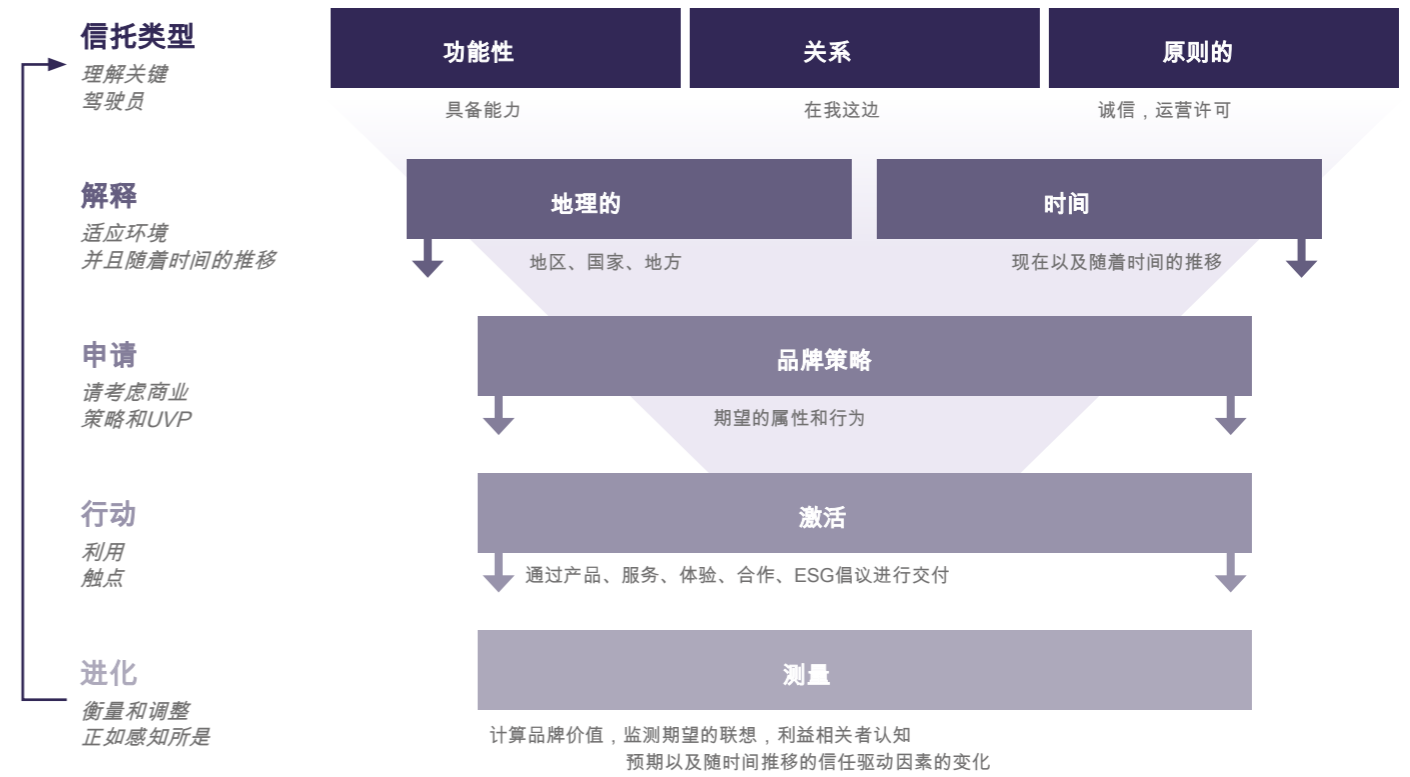 信托类型
理解关键
驾驶员
功能性
关系
原则的
具备能力
在我这边
诚信，运营许可
解释
适应环境
并且随着时间的推移
地理的
时间
地区、国家、地方
现在以及随着时间的推移
申请
请考虑商业
策略和UVP
品牌策略
期望的属性和行为
行动
利用
触点
激活
通过产品、服务、体验、合作、ESG倡议进行交付
进化
衡量和调整
正如感知所是
测量
计算品牌价值，监测期望的联想，利益相关者认知
预期以及随时间推移的信任驱动因素的变化